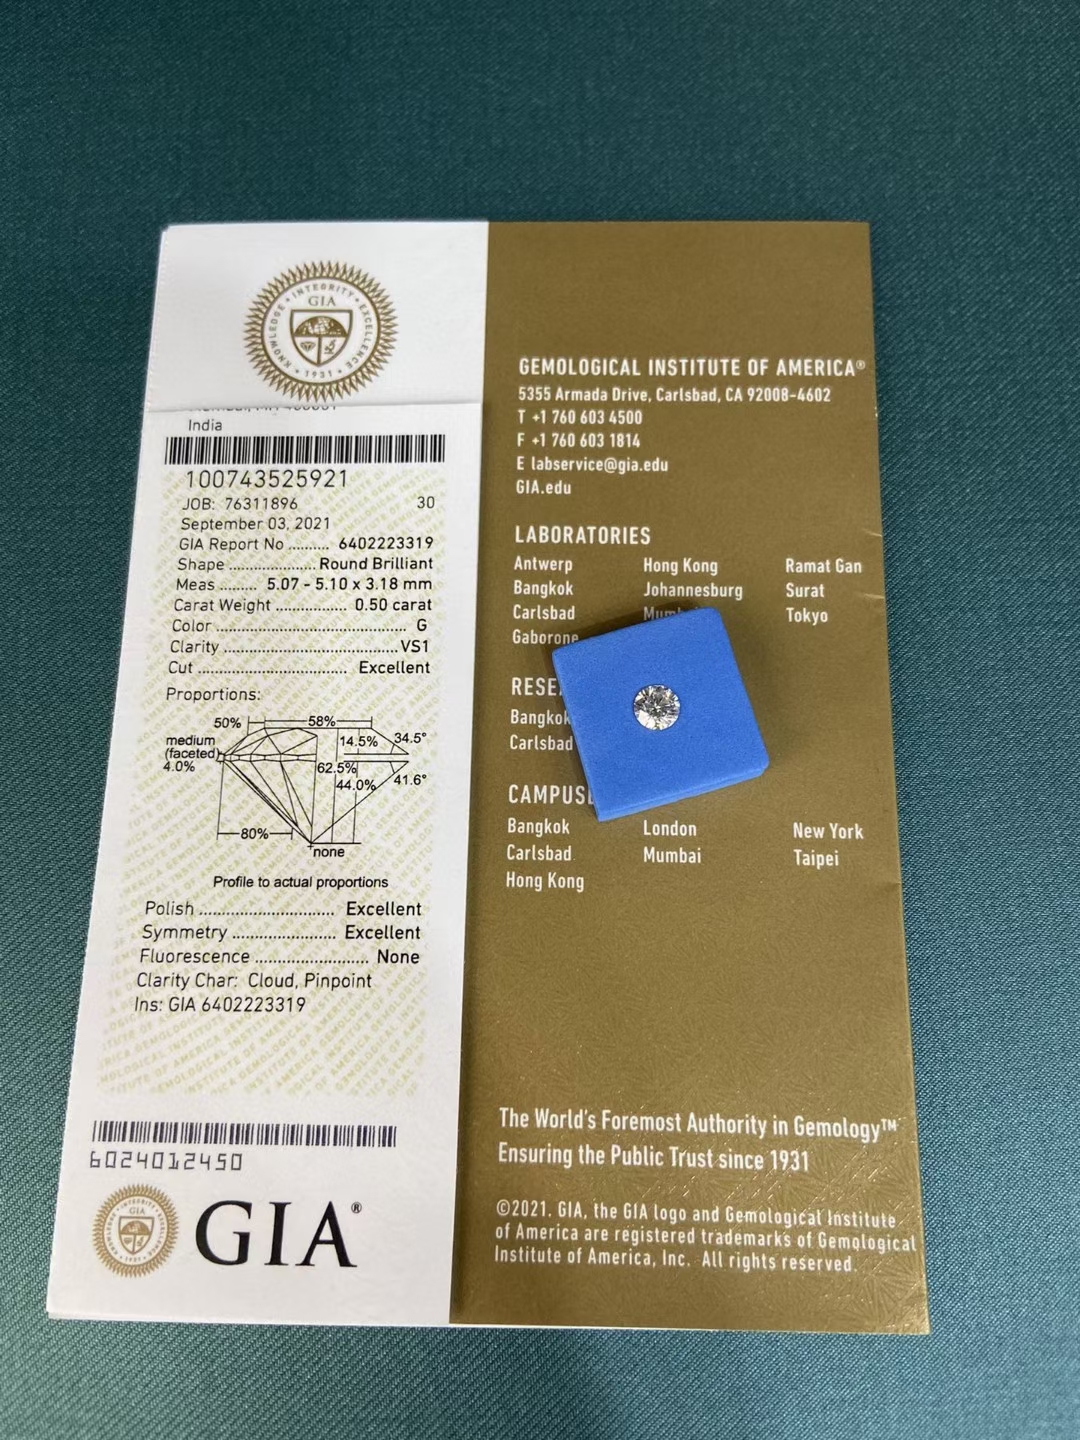 KNOWLEDGE • INTEGRITY • EXCELLENCE
GIA
• 1931 •
India
100743525921
JOB: 76311896 30
September 03, 2021
GIA Report No .......... 6402223319
Shape .................... Round Brilliant
Meas ......... 5.07 - 5.10 x 3.18 mm
Carat Weight ................. 0.50 carat
Color ............................................. G
Clarity .......................................... VS1
Cut ................................... Excellent
Proportions:
50% 58%
medium (faceted) 4.0%
14.5% 34.5°
62.5%
44.0% 41.6°
80%
none
Profile to actual proportions
Polish ................................ Excellent
Symmetry ......................... Excellent
Fluorescence ........................... None
Clarity Char: Cloud, Pinpoint
Ins: GIA 6402223319
6024012450
GIA®
GEMOLOGICAL INSTITUTE OF AMERICA®
5355 Armada Drive, Carlsbad, CA 92008-4602
T +1 760 603 4500
F +1 760 603 1814
E labservice@gia.edu
GIA.edu
LABORATORIES
Antwerp Hong Kong Ramat Gan
Bangkok Johannesburg Surat
Carlsbad Tokyo
Gaborone
Bangkok
Carlsbad
Bangkok London New York
Carlsbad Mumbai Taipei
Hong Kong
The World's Foremost Authority in Gemology™
Ensuring the Public Trust since 1931
©2021. GIA, the GIA logo and Gemological Institute
of America are registered trademarks of Gemological
Institute of America, Inc. All rights reserved.